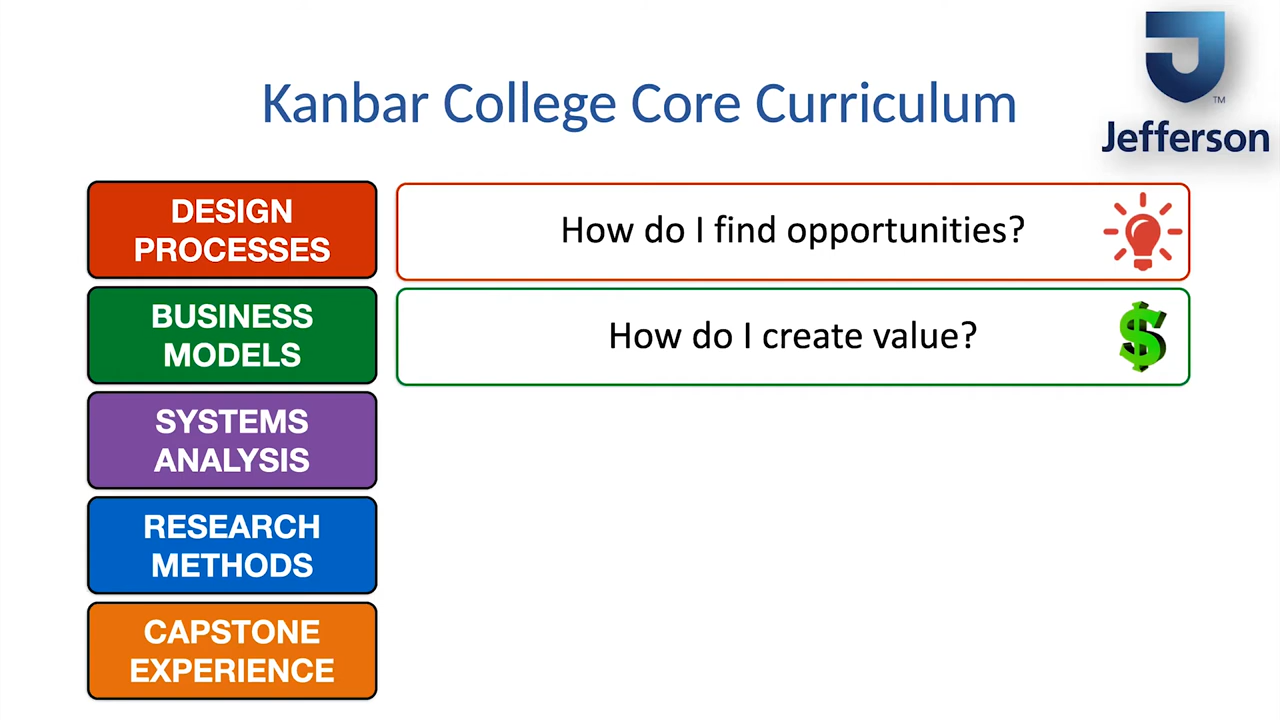 Kanbar College Core Curriculum
TM
Jefferson
DESIGN
PROCESSES
How do I find opportunities?
BUSINESS
MODELS
How do I create value?
SYSTEMS
ANALYSIS
RESEARCH
METHODS
CAPSTONE
EXPERIENCE